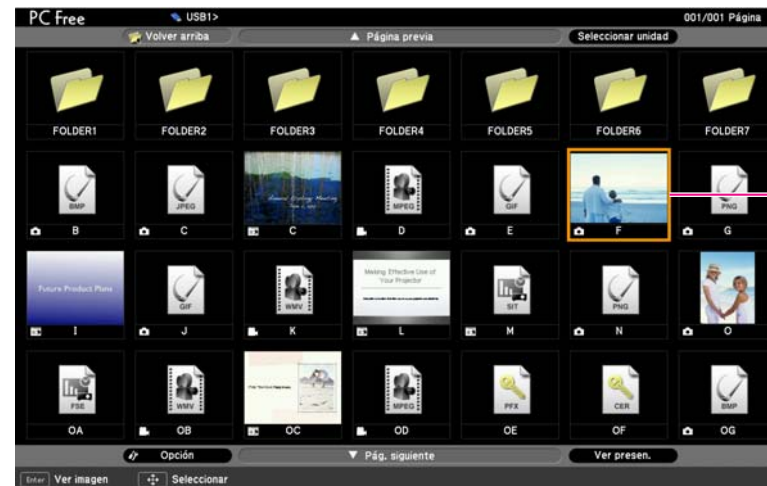 PC Free USB1> 001/001 Página
Volver arriba ▲ Página previa Seleccionar unidad
FOLDER1 FOLDER2 FOLDER3 FOLDER4 FOLDER5 FOLDER6 FOLDER7
BMP JPEG MPEG GIF PNG
B C C D E F G
Future Product Plans GIF WMV Making Effective Use of
Your Projector SIT PNG
I J K L M N O
FSE WMV MPEG PFX CER BMP
OA OB OC OD OE OF OG
Opción ▼ Pág. siguiente Ver presen.
Enter Ver imagen Seleccionar